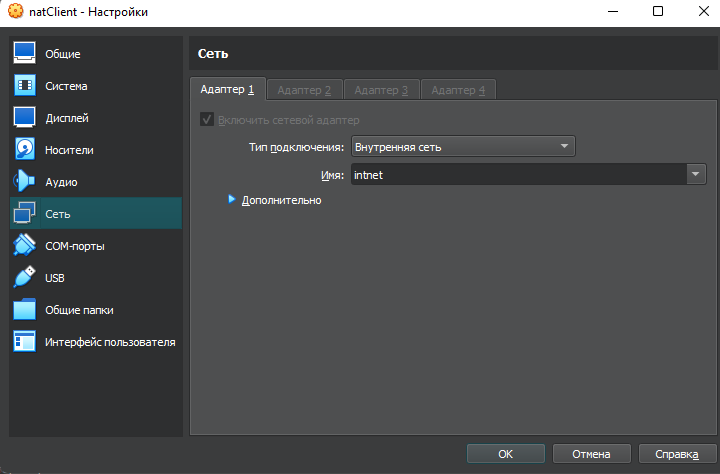 natClient - Настройки
Общие
Система
Дисплей
Носители
Аудио
Сеть
COM-порты
USB
Общие папки
Интерфейс пользователя
Сеть
Адаптер 1 Адаптер 2 Адаптер 3 Адаптер 4
Включить сетевой адаптер
Тип подключения: Внутренняя сеть
Имя: intnet
Дополнительно
OK Отмена Справка